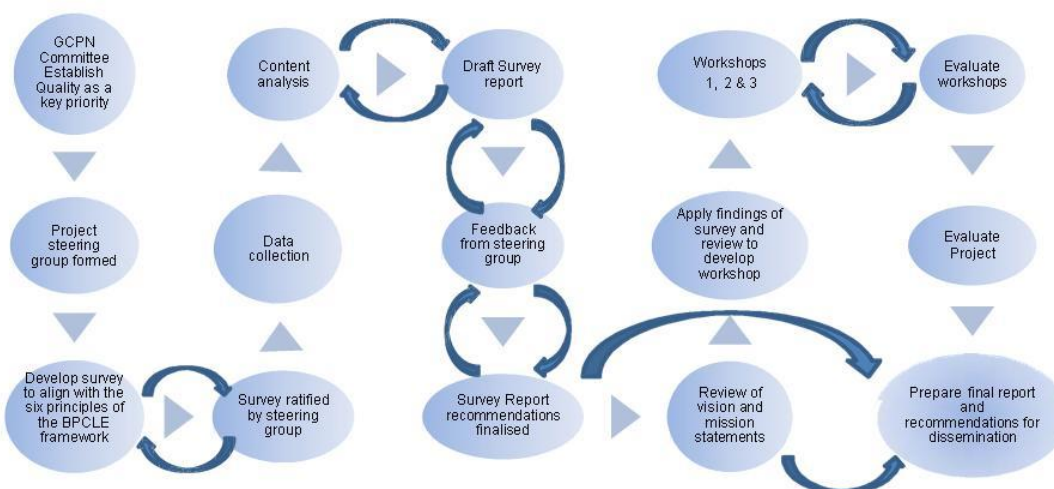 GCPN
Committee
Establish
Quality as a
key priority
Project
steering
group formed
Develop survey
to align with the
six principles of
the BPCLE
framework
Survey ratified
by steering
group
Data
collection
Content
analysis
Draft Survey
report
Feedback
from steering
group
Survey Report
recommendations
finalised
Review of
vision and
mission
statements
Apply findings of
survey and
review to
develop
workshop
Workshops
1, 2 & 3
Evaluate
workshops
Evaluate
Project
Prepare final report
and
recommendations for
dissemination